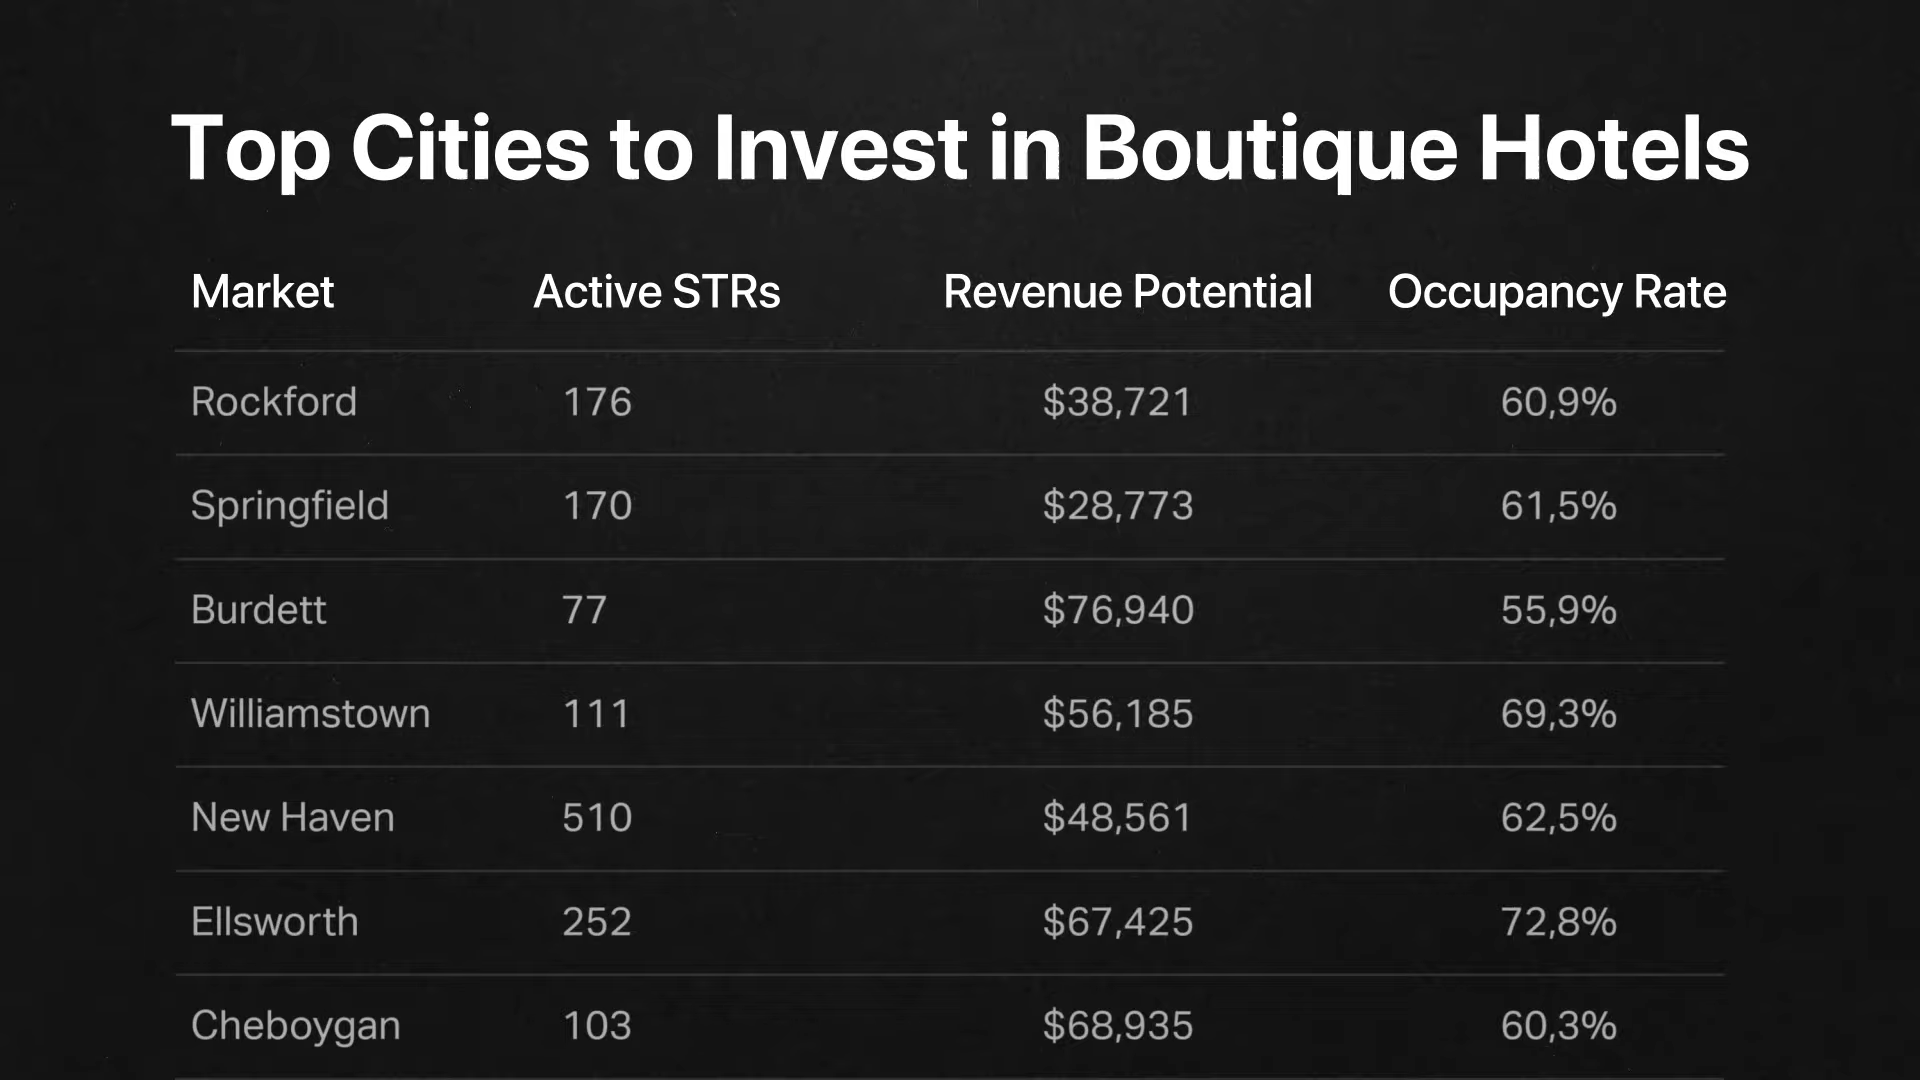 Top Cities to Invest in Boutique Hotels
Market Active STRs Revenue Potential Occupancy Rate
Rockford 176 $38,721 60,9%
Springfield 170 $28,773 61,5%
Burdett 77 $76,940 55,9%
Williamstown 111 $56,185 69,3%
New Haven 510 $48,561 62,5%
Ellsworth 252 $67,425 72,8%
Cheboygan 103 $68,935 60,3%